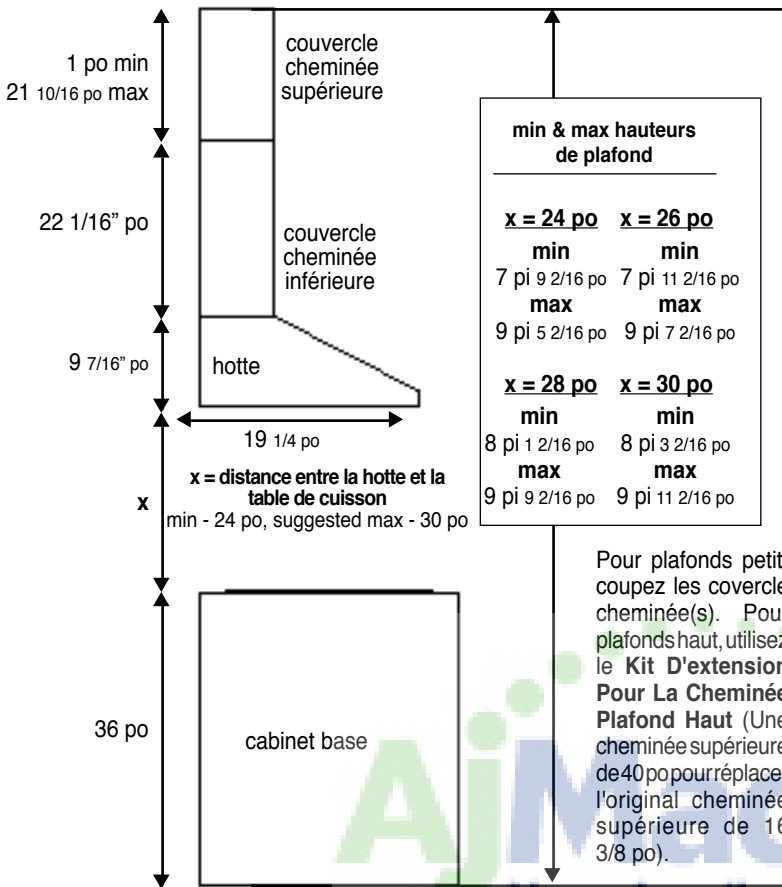 couvercle
cheminée
supérieure
1 po min
21 10/16 po max
22 1/16” po
couvercle
cheminée
inférieure
9 7/16” po
hotte
19 1/4 po
x = distance entre la hotte et la
table de cuisson
min - 24 po, suggested max - 30 po
x
36 po
cabinet base
min & max hauteurs
de plafond
x = 24 po x = 26 po
min min
7 pi 9 2/16 po 7 pi 11 2/16 po
max max
9 pi 5 2/16 po 9 pi 7 2/16 po
x = 28 po x = 30 po
min min
8 pi 1 2/16 po 8 pi 3 2/16 po
max max
9 pi 9 2/16 po 9 pi 11 2/16 po
Pour plafonds petit
coupez les covercle
cheminée(s). Pou
plafonds haut, utilisez
le Kit D'extension
Pour La Cheminée
Plafond Haut (Une
cheminée supérieure
de 40 po pour réplace
l'original cheminée
supérieure de 16
3/8 po).
AjMad